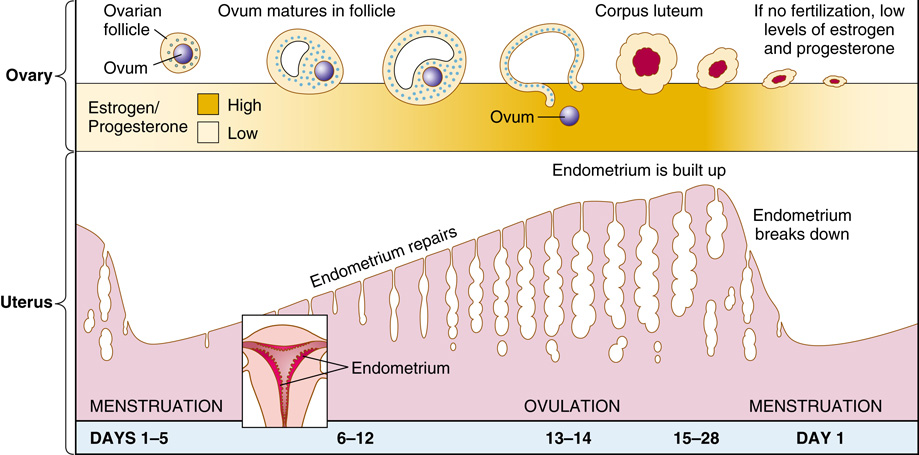 Ovarian
follicle
Ovum
Ovum matures in follicle
Corpus luteum
If no fertilization, low
levels of estrogen
and progesterone
Ovary
Estrogen/
Progesterone
High
Low
Ovum
Endometrium is built up
Endometrium
breaks down
Endometrium repairs
Uterus
Endometrium
MENSTRUATION
OVULATION
MENSTRUATION
DAYS 1–5
6–12
13–14
15–28
DAY 1